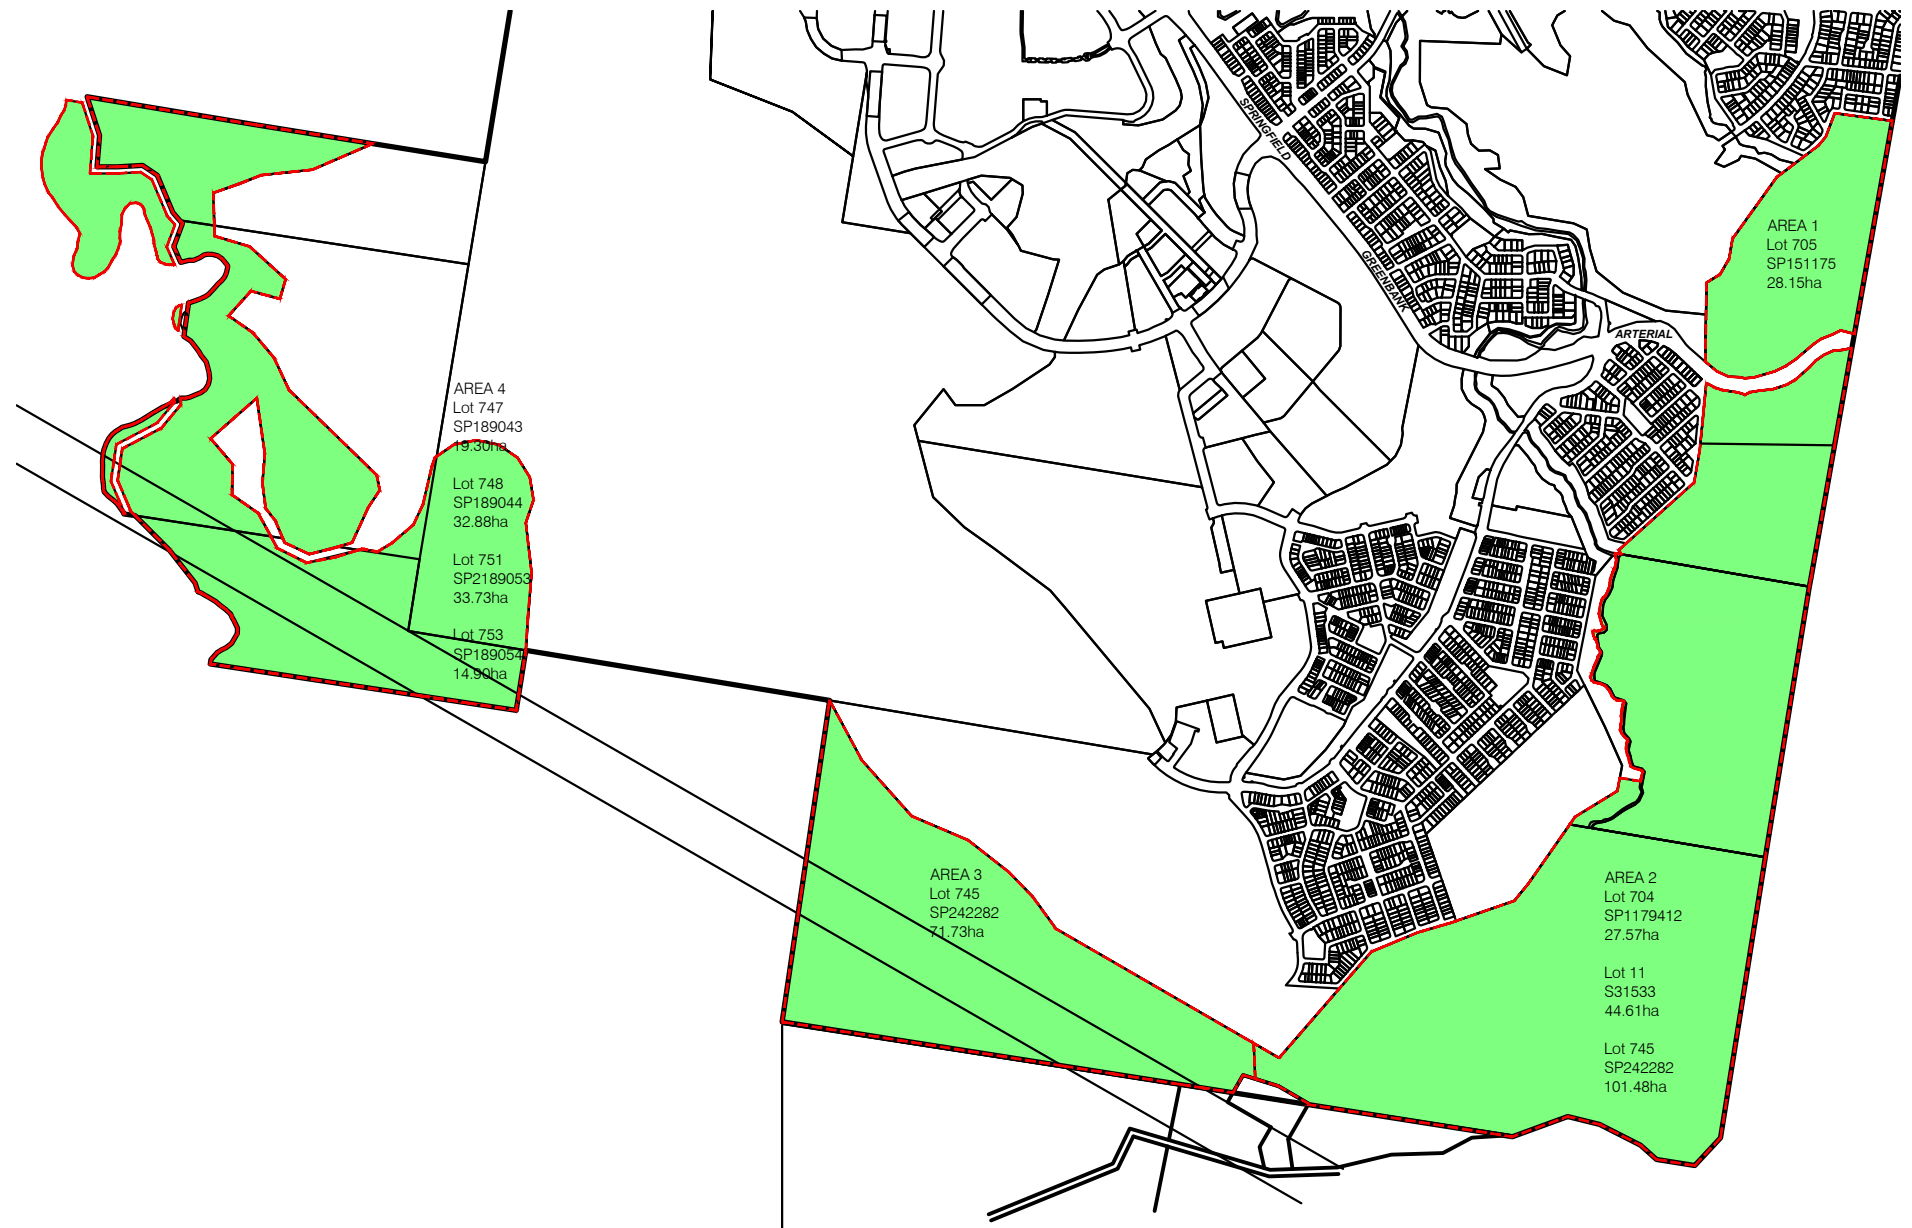 SPRINGFIELD
GREENBANK
ARTERIAL
AREA 1
Lot 705
SP151175
28.15ha
AREA 4
Lot 747
SP189043
19.30ha
Lot 748
SP189044
32.88ha
Lot 751
SP2189053
33.73ha
Lot 753
SP189054
14.90ha
AREA 3
Lot 745
SP242282
71.73ha
AREA 2
Lot 704
SP1179412
27.57ha
Lot 11
S31533
44.61ha
Lot 745
SP242282
101.48ha